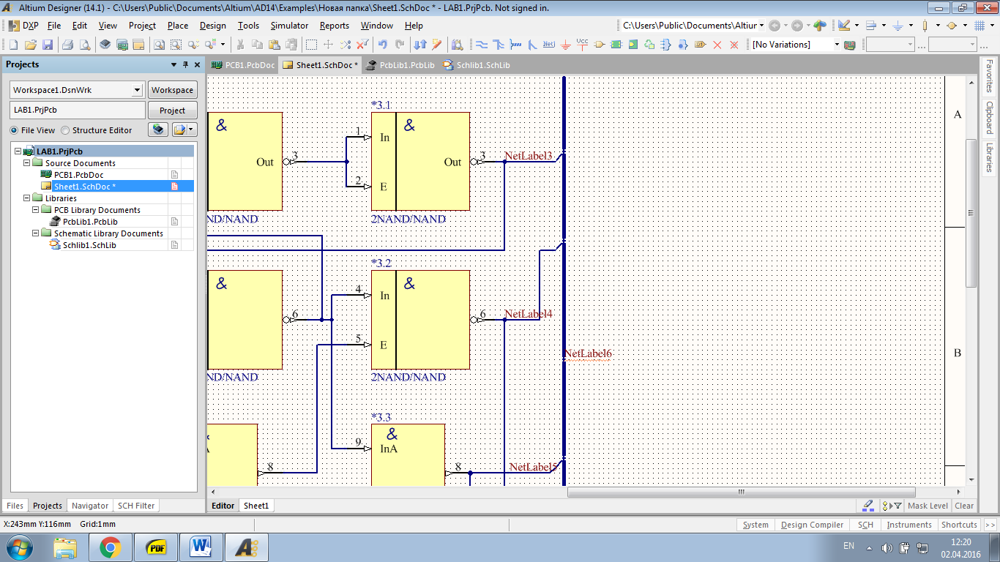 Altium Designer (14.1) - C:\Users\Public\Documents\Altium\AD14\Examples\Новая папка\Sheet1.SchDoc * - LAB1.PrjPcb. Not signed in.
DXP File Edit View Project Place Design Tools Simulator Reports Window Help
C:\Users\Public\Documents\Altiur
Net1 Vcc [No Variations]
Projects
PCB1.PcbDoc Sheet1.SchDoc * PcbLib1.PcbLib Schlib1.SchLib
Workspace1.DsnWrk Workspace
LAB1.PrjPcb Project
File View Structure Editor
LAB1.PrjPcb
Source Documents
PCB1.PcbDoc
Sheet1.SchDoc *
Libraries
PCB Library Documents
PcbLib1.PcbLib
Schematic Library Documents
Schlib1.SchLib
Files Projects Navigator SCH Filter
*3.1
& &
1 In
Out 3 Out 3 NetLabel3
2 E
ND/NAND 2NAND/NAND
*3.2
& &
4 In
6 6 NetLabel4
5 E
ND/NAND 2NAND/NAND
NetLabel6
*3.3
&
9 InA
8 8 NetLabel5
A
B
Favorites
Clipboard
Libraries
Editor Sheet1
Mask Level Clear
X:243mm Y:116mm Grid:1mm
System Design Compiler SCH Instruments Shortcuts >>
PDF W
EN
12:20
02.04.2016